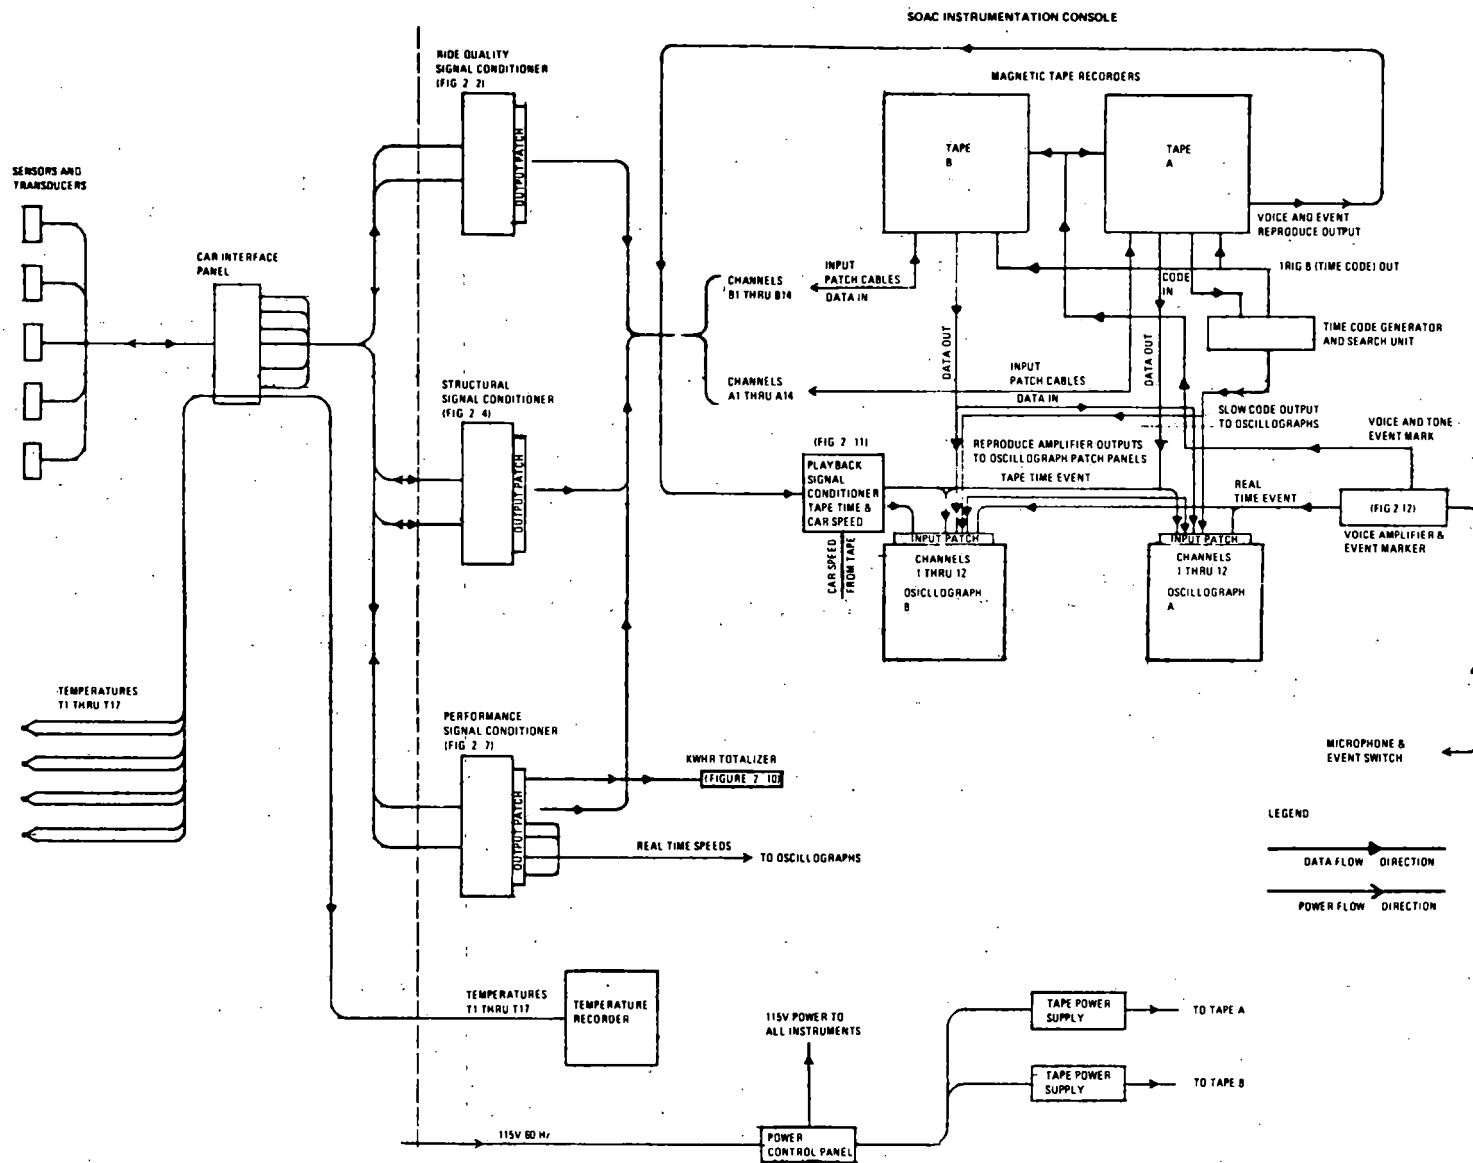 SOAC INSTRUMENTATION CONSOLE
RIDE QUALITY
SIGNAL CONDITIONER
(FIG 2 2)
OUTPUT PATCH
MAGNETIC TAPE RECORDERS
TAPE
B
TAPE
A
SENSORS AND
TRANSDUCERS
CAR INTERFACE
PANEL
VOICE AND EVENT
REPRODUCE OUTPUT
CHANNELS
B1 THRU B14
INPUT
PATCH CABLES
DATA IN
CODE
IN
1RIG B (TIME CODE) OUT
TIME CODE GENERATOR
AND SEARCH UNIT
DATA OUT
DATA OUT
STRUCTURAL
SIGNAL CONDITIONER
(FIG 2 4)
OUTPUT PATCH
CHANNELS
A1 THRU A14
INPUT
PATCH CABLES
DATA IN
SLOW CODE OUTPUT
TO OSCILLOGRAPHS
VOICE AND TONE
EVENT MARK
(FIG 2 11)
PLAYBACK
SIGNAL
CONDITIONER
TAPE TIME &
CAR SPEED
REPRODUCE AMPLIFIER OUTPUTS
TO OSCILLOGRAPH PATCH PANELS
TAPE TIME EVENT
REAL
TIME EVENT
(FIG 2 12)
VOICE AMPLIFIER &
EVENT MARKER
CAR SPEED
FROM TAPE
INPUT PATCH
CHANNELS
1 THRU 12
OSICLLOGRAPH
B
INPUT PATCH
CHANNELS
1 THRU 12
OSCILLOGRAPH
A
TEMPERATURES
T1 THRU T17
PERFORMANCE
SIGNAL CONDITIONER
(FIG 2 7)
OUTPUT PATCH
KWHR TOTALIZER
(FIGURE 2 10)
MICROPHONE &
EVENT SWITCH
REAL TIME SPEEDS
TO OSCILLOGRAPHS
LEGEND
DATA FLOW DIRECTION
POWER FLOW DIRECTION
TEMPERATURES
T1 THRU T17
TEMPERATURE
RECORDER
115V POWER TO
ALL INSTRUMENTS
TAPE POWER
SUPPLY
TO TAPE A
TAPE POWER
SUPPLY
TO TAPE B
115V 60 Hz
POWER
CONTROL PANEL